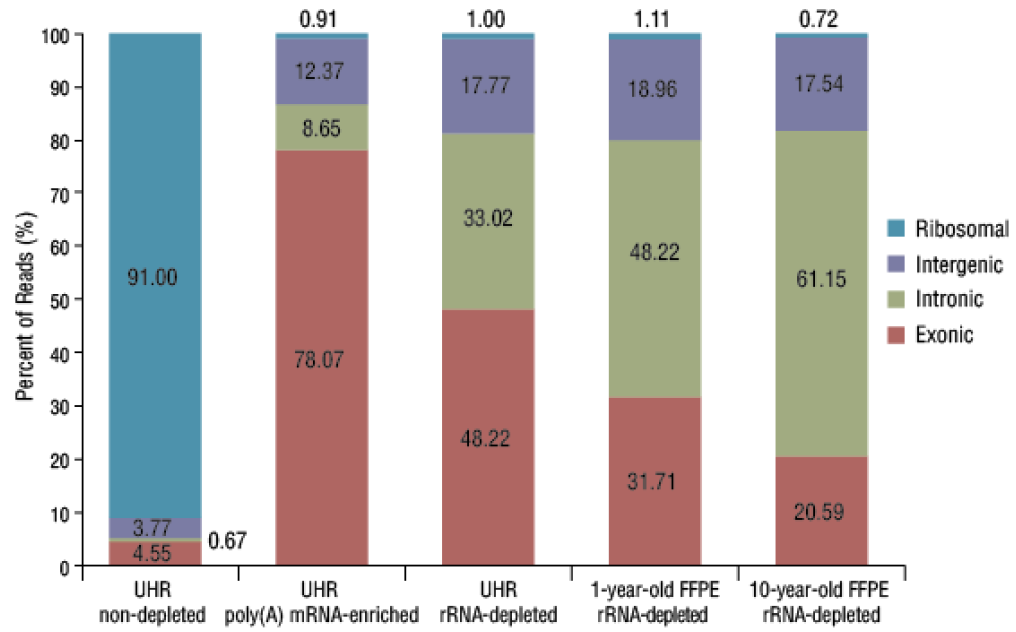 0.91 1.00 1.11 0.72
100
90
80
70
60
50
40
30
20
10
0
Percent of Reads (%)
91.00
3.77
0.67
4.55
12.37
8.65
78.07
17.77
33.02
48.22
18.96
48.22
31.71
17.54
61.15
20.59
Ribosomal
Intergenic
Intronic
Exonic
UHR
non-depleted
UHR
poly(A) mRNA-enriched
UHR
rRNA-depleted
1-year-old FFPE
rRNA-depleted
10-year-old FFPE
rRNA-depleted